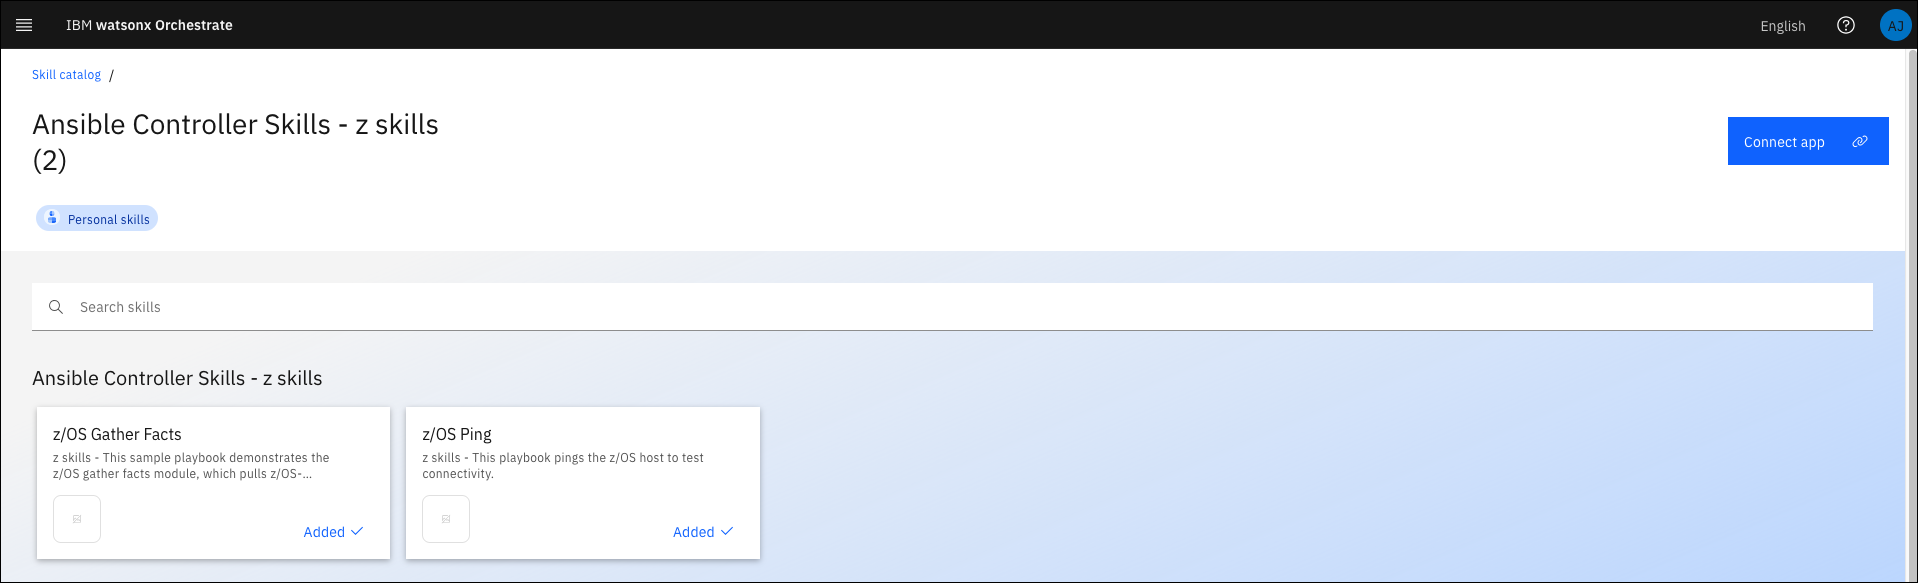 IBM watsonx Orchestrate
English
AJ
Skill catalog /
Ansible Controller Skills - z skills
(2)
Connect app
Personal skills
Search skills
Ansible Controller Skills - z skills
z/OS Gather Facts
z skills - This sample playbook demonstrates the
z/OS gather facts module, which pulls z/OS-...
Added
z/OS Ping
z skills - This playbook pings the z/OS host to test
connectivity.
Added